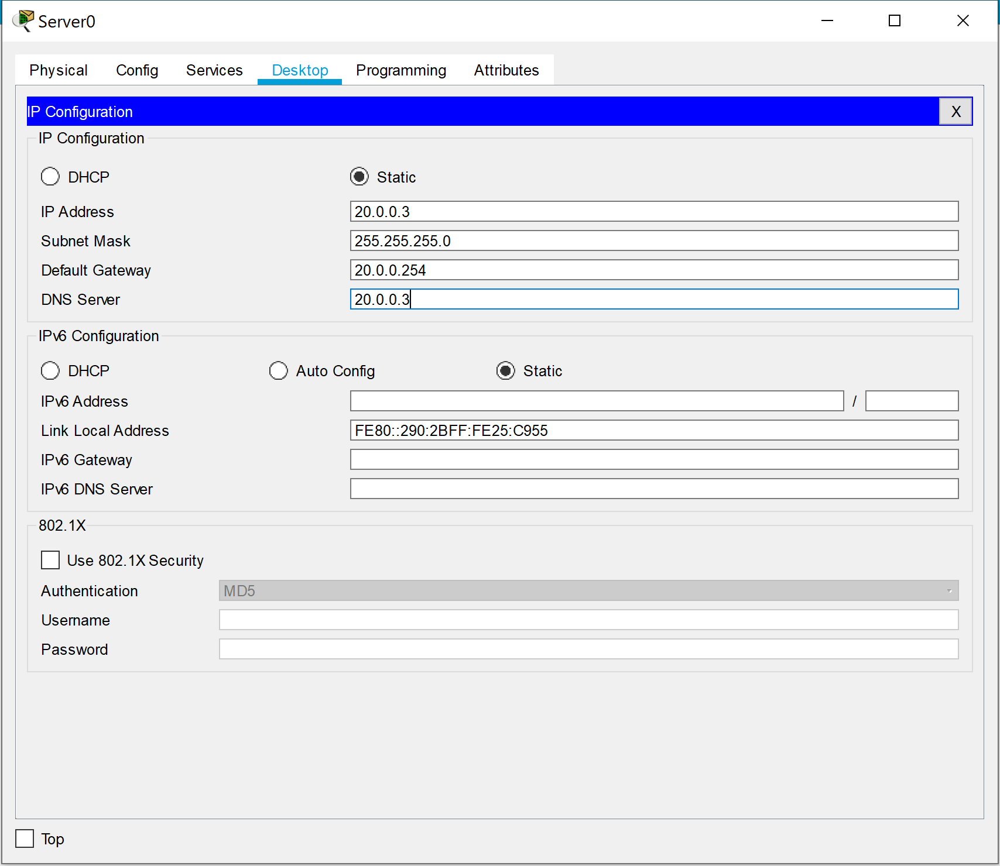 Server0
Physical Config Services Desktop Programming Attributes
IP Configuration X
IP Configuration
DHCP Static
IP Address 20.0.0.3
Subnet Mask 255.255.255.0
Default Gateway 20.0.0.254
DNS Server 20.0.0.3
IPv6 Configuration
DHCP Auto Config Static
IPv6 Address /
Link Local Address FE80::290:2BFF:FE25:C955
IPv6 Gateway
IPv6 DNS Server
802.1X
Use 802.1X Security
Authentication MD5
Username
Password
Top